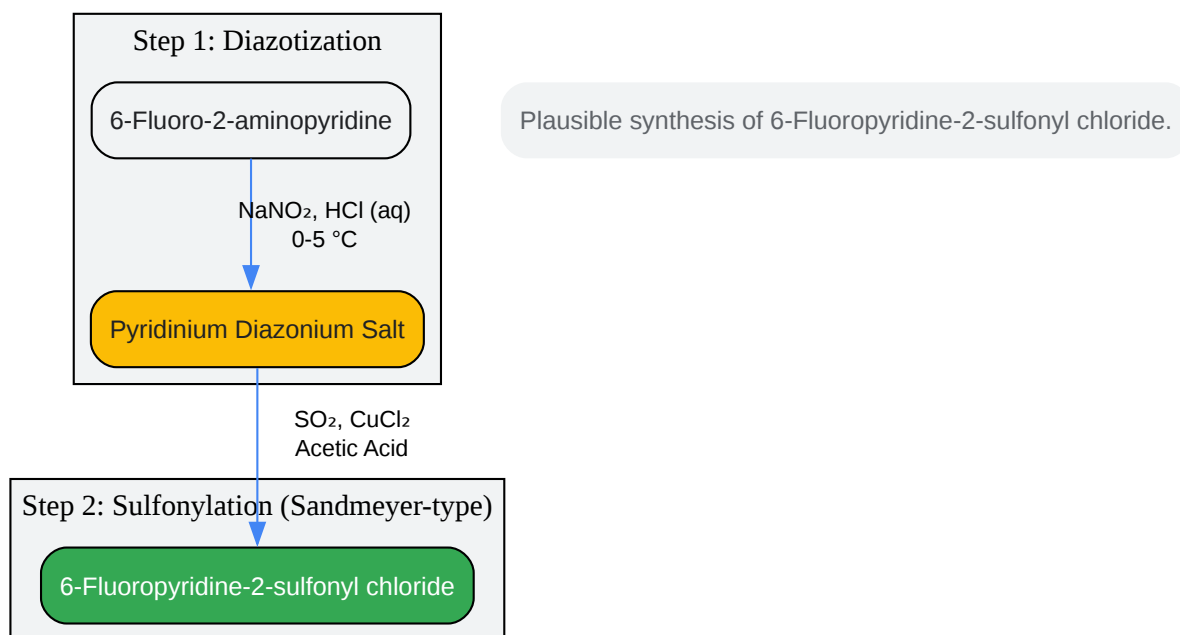 Step 1: Diazotization
6-Fluoro-2-aminopyridine
Plausible synthesis of 6-Fluoropyridine-2-sulfonyl chloride.
NaNO₂, HCl (aq)
0-5 °C
Pyridinium Diazonium Salt
SO₂, CuCl₂
Acetic Acid
Step 2: Sulfonylation (Sandmeyer-type)
6-Fluoropyridine-2-sulfonyl chloride